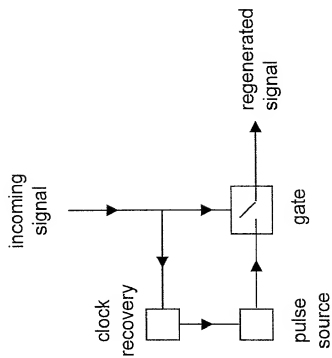 incoming
signal
clock
recovery
pulse
source
gate
regenerated
signal